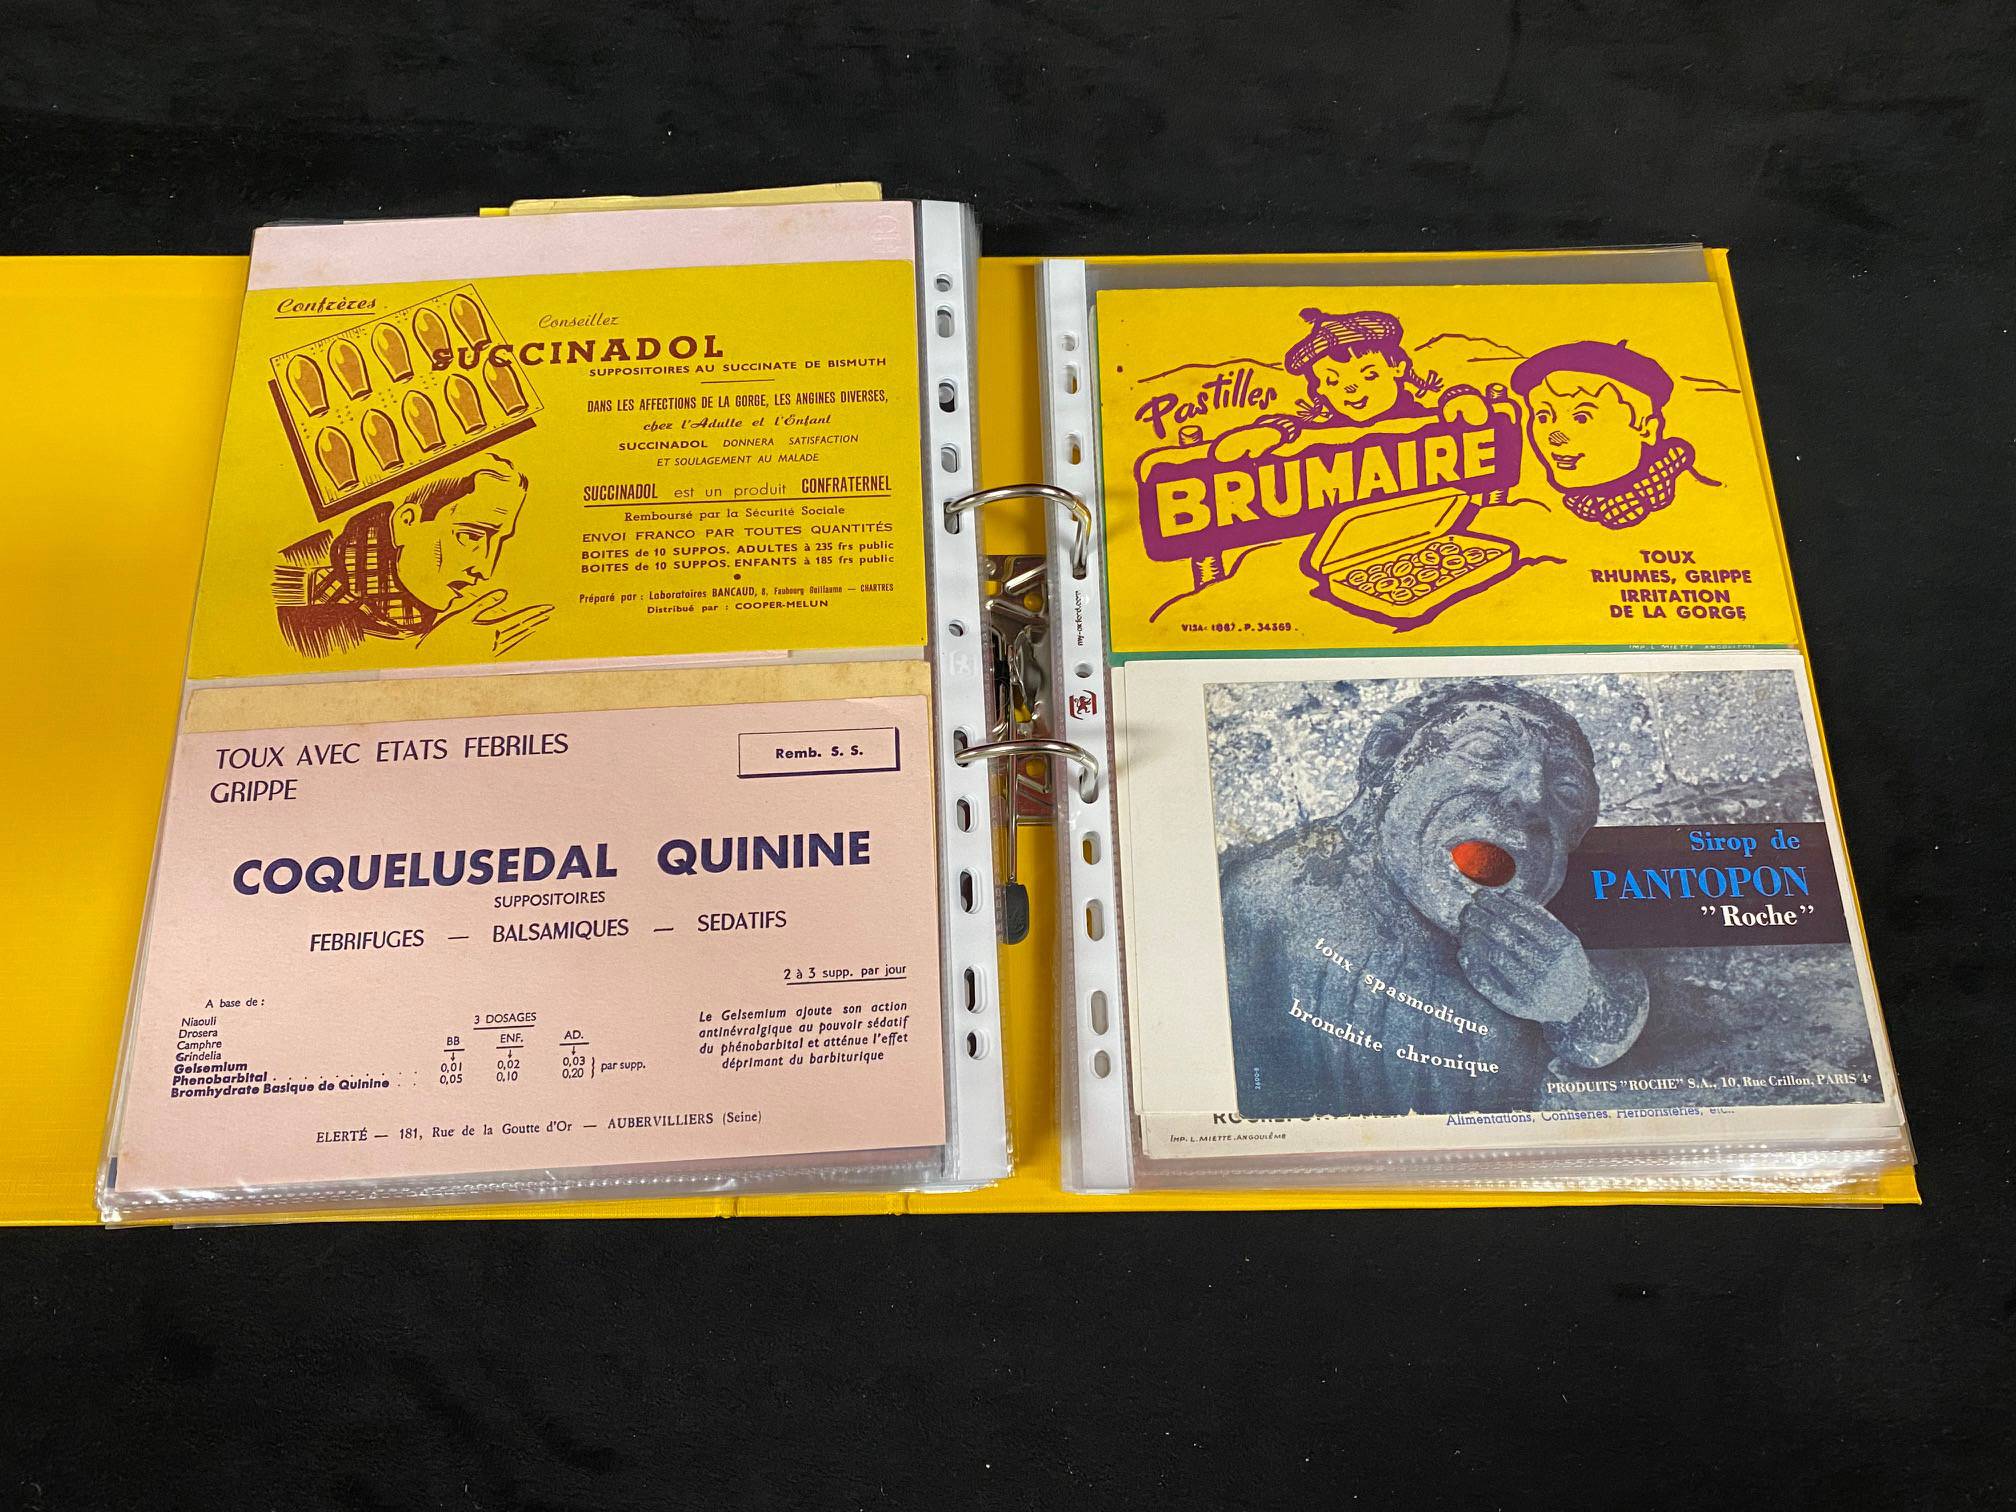 Confrères
Conseillez
SUCCINADOL
SUPPOSITOIRES AU SUCCINATE DE BISMUTH
DANS LES AFFECTIONS DE LA GORGE, LES ANGINES DIVERSES,
chez l'Adulte et l'Enfant
SUCCINADOL DONNERA SATISFACTION
ET SOULAGEMENT AU MALADE
SUCCINADOL est un produit CONFRATERNEL
Remboursé par la Sécurité Sociale
ENVOI FRANCO PAR TOUTES QUANTITÉS
BOITES de 10 SUPPOS. ADULTES à 235 frs public
BOITES de 10 SUPPOS. ENFANTS à 185 frs public
Préparé par : Laboratoires BANCAUD, 8, Faubourg Guillaume — CHARTRES
Distribué par : COOPER-MELUN
TOUX AVEC ETATS FEBRILES
GRIPPE
Remb. S. S.
COQUELUSEDAL QUININE
SUPPOSITOIRES
FEBRIFUGES — BALSAMIQUES — SEDATIFS
2 à 3 supp. par jour
A base de :
Niaouli
Drosera
Camphre
Grindelia
Gelsemium
Phenobarbital . . . . . . . . . . .
Bromhydrate Basique de Quinine . .
3 DOSAGES
BB ENF. AD.
0,01 0,02 0,03
0,05 0,10 0,20
par supp.
Le Gelsemium ajoute son action
antinévralgique au pouvoir sédatif
du phénobarbital et atténue l'effet
déprimant du barbiturique
ELERTÉ — 181, Rue de la Goutte d'Or — AUBERVILLIERS (Seine)
my-oxford.com
Pastilles
BRUMAIRE
TOUX
RHUMES, GRIPPE
IRRITATION
DE LA GORGE
VISA: 1087. P. 34369.
IMP. L. MIETTE ANGOULÊME
Sirop de
PANTOPON
"Roche"
toux spasmodique
bronchite chronique
PRODUITS "ROCHE" S.A., 10, Rue Crillon, PARIS 4e
Alimentations, Confiseries, Herboristeries, etc..
IMP. L. MIETTE. ANGOULÊME